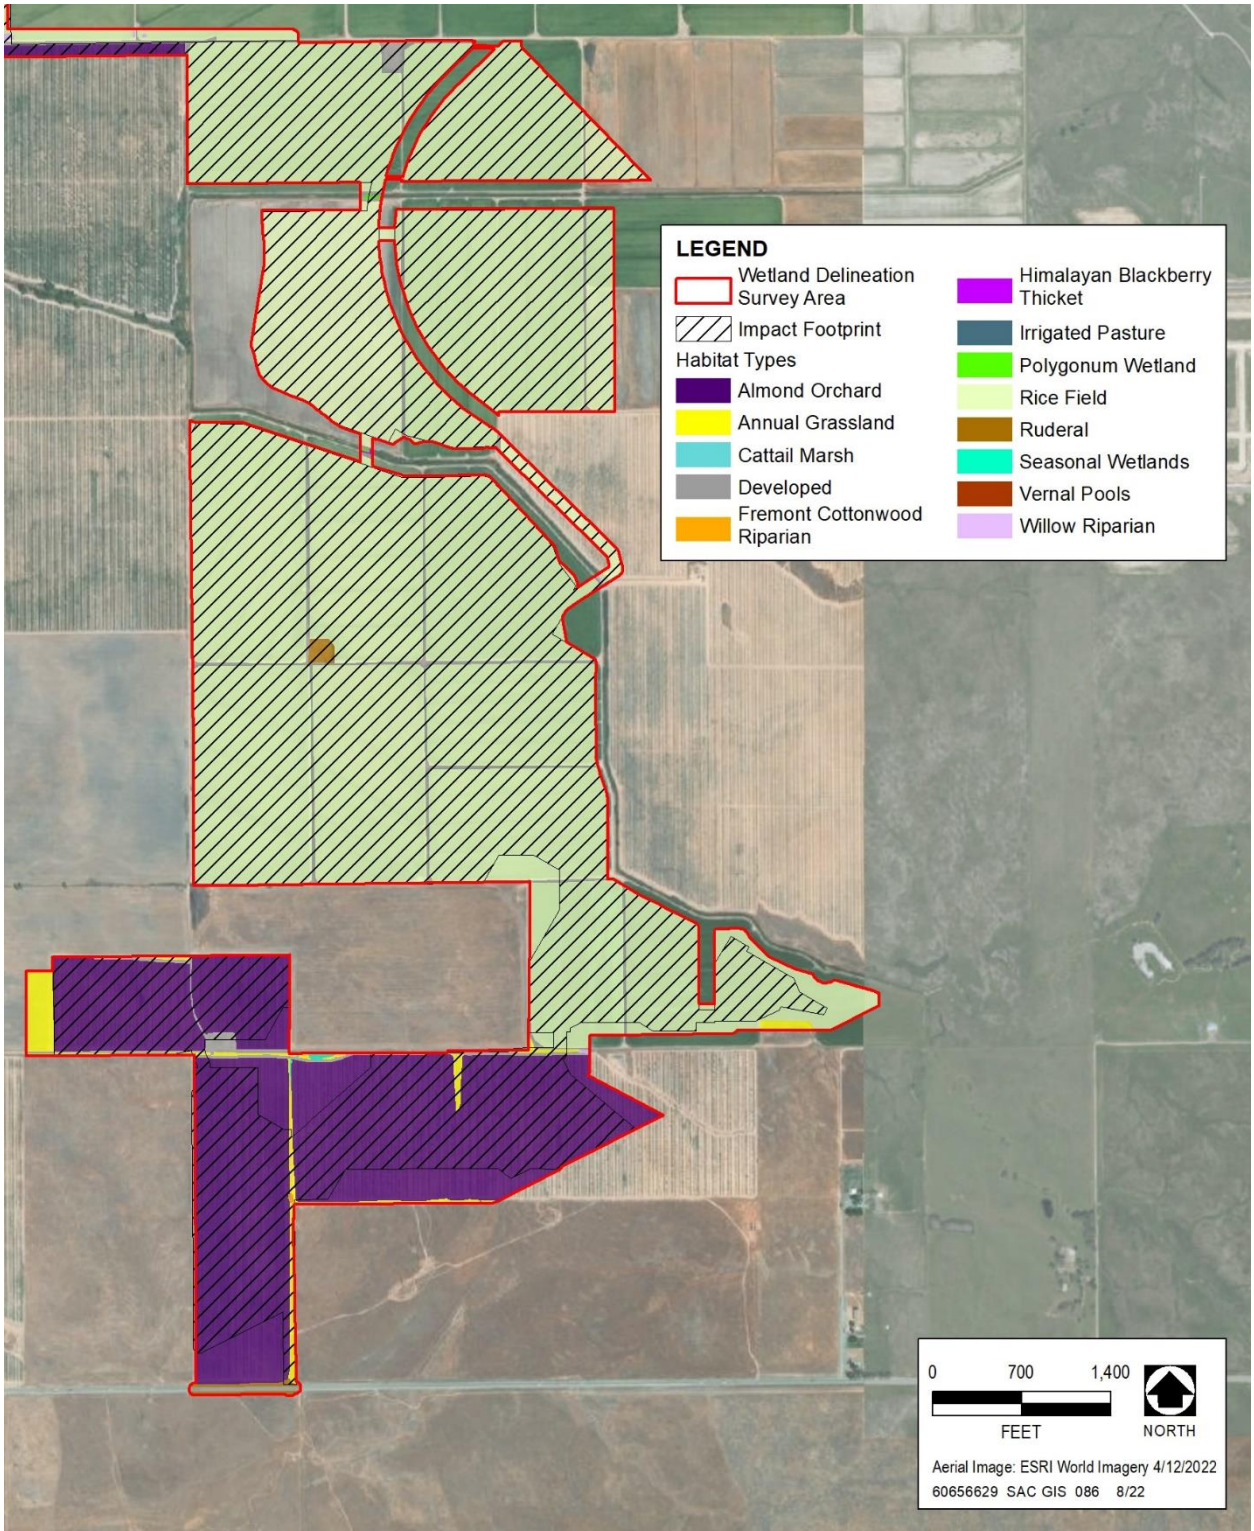 LEGEND
Wetland Delineation
Survey Area
Impact Footprint
Habitat Types
Almond Orchard
Annual Grassland
Cattail Marsh
Developed
Fremont Cottonwood
Riparian
Himalayan Blackberry
Thicket
Irrigated Pasture
Polygonum Wetland
Rice Field
Ruderal
Seasonal Wetlands
Vernal Pools
Willow Riparian
0 700 1,400
FEET
NORTH
Aerial Image: ESRI World Imagery 4/12/2022
60656629 SAC GIS 086 8/22